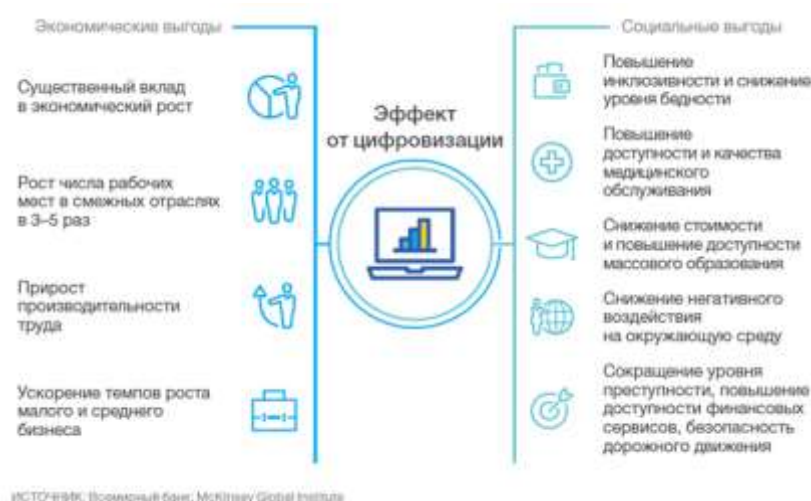 Экономические выгоды
Существенный вклад
в экономический рост
Рост числа рабочих
мест в смежных отраслях
в 3–5 раз
Прирост
производительности
труда
Ускорение темпов роста
малого и среднего
бизнеса
Эффект
от цифровизации
Социальные выгоды
Повышение
инклюзивности и снижение
уровня бедности
Повышение
доступности и качества
медицинского
обслуживания
Снижение стоимости
и повышение доступности
массового образования
Снижение негативного
воздействия
на окружающую среду
Сокращение уровня
преступности, повышение
доступности финансовых
сервисов, безопасность
дорожного движения
ИСТОЧНИК: Всемирный банк; McKinsey Global Institute